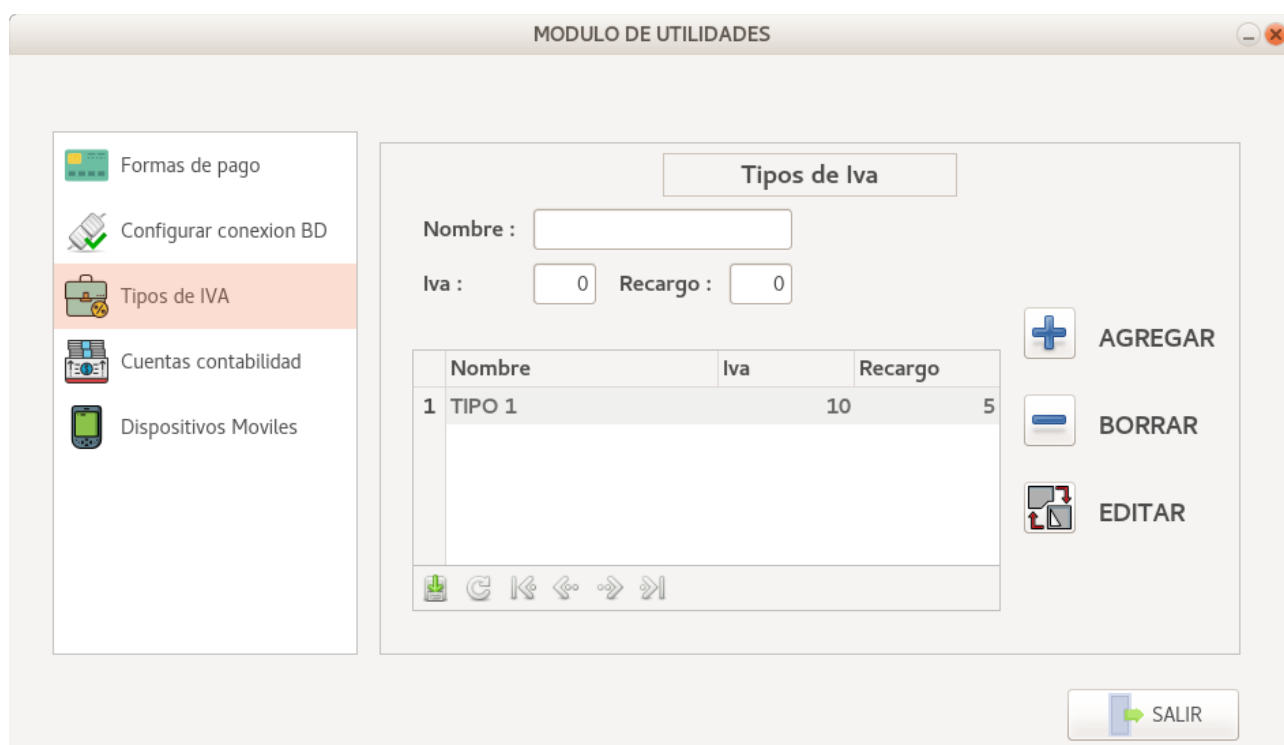 MODULO DE UTILIDADES
Formas de pago
Configurar conexion BD
Tipos de IVA
Cuentas contabilidad
Dispositivos Moviles
Tipos de Iva
Nombre :
Iva : 0 Recargo : 0
Nombre Iva Recargo
1 TIPO 1 10 5
AGREGAR
BORRAR
EDITAR
SALIR